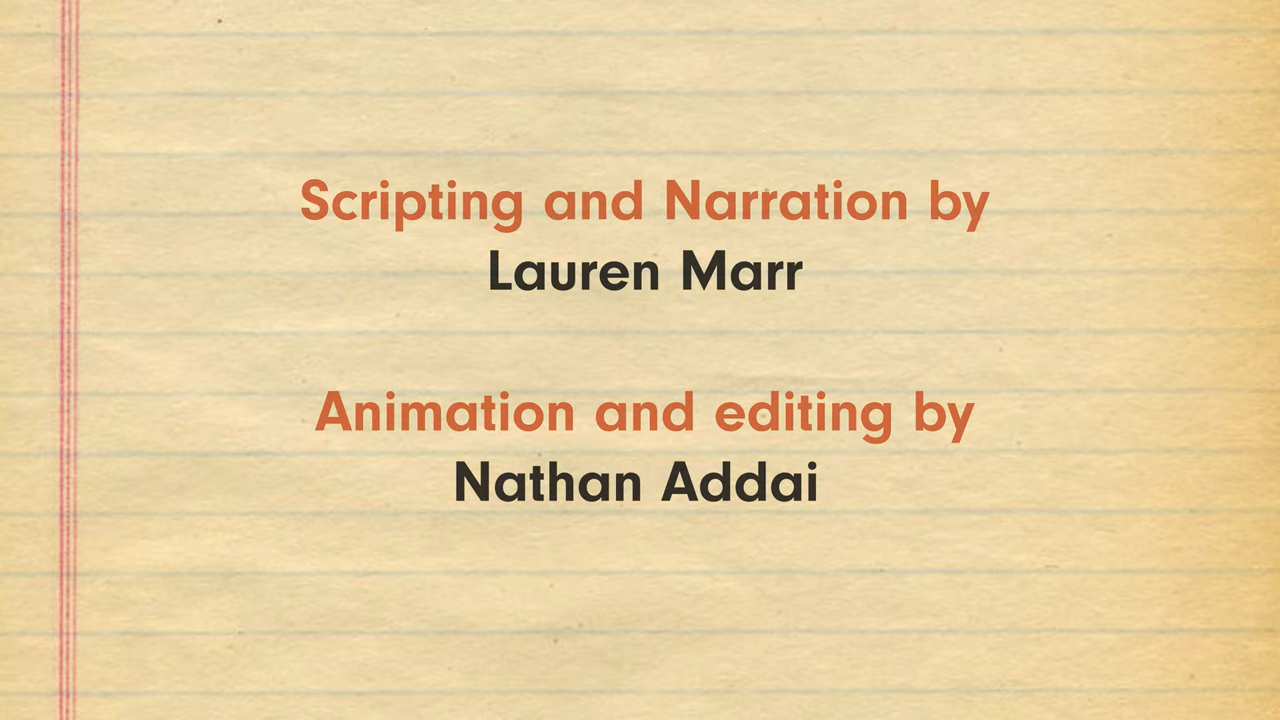 Scripting and Narration by
Lauren Marr
Animation and editing by
Nathan Addai